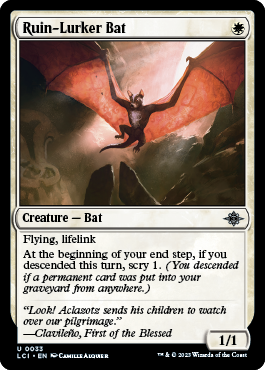 Ruin-Lurker Bat
Creature — Bat
Flying, lifelink
At the beginning of your end step, if you
descended this turn, scry 1. (You descended
if a permanent card was put into your
graveyard from anywhere.)
"Look! Aclazotz sends his children to watch
over our pilgrimage."
—Clavileño, First of the Blessed
1/1
U 0033
LCI • EN Camille Alquier
™ & © 2023 Wizards of the Coast